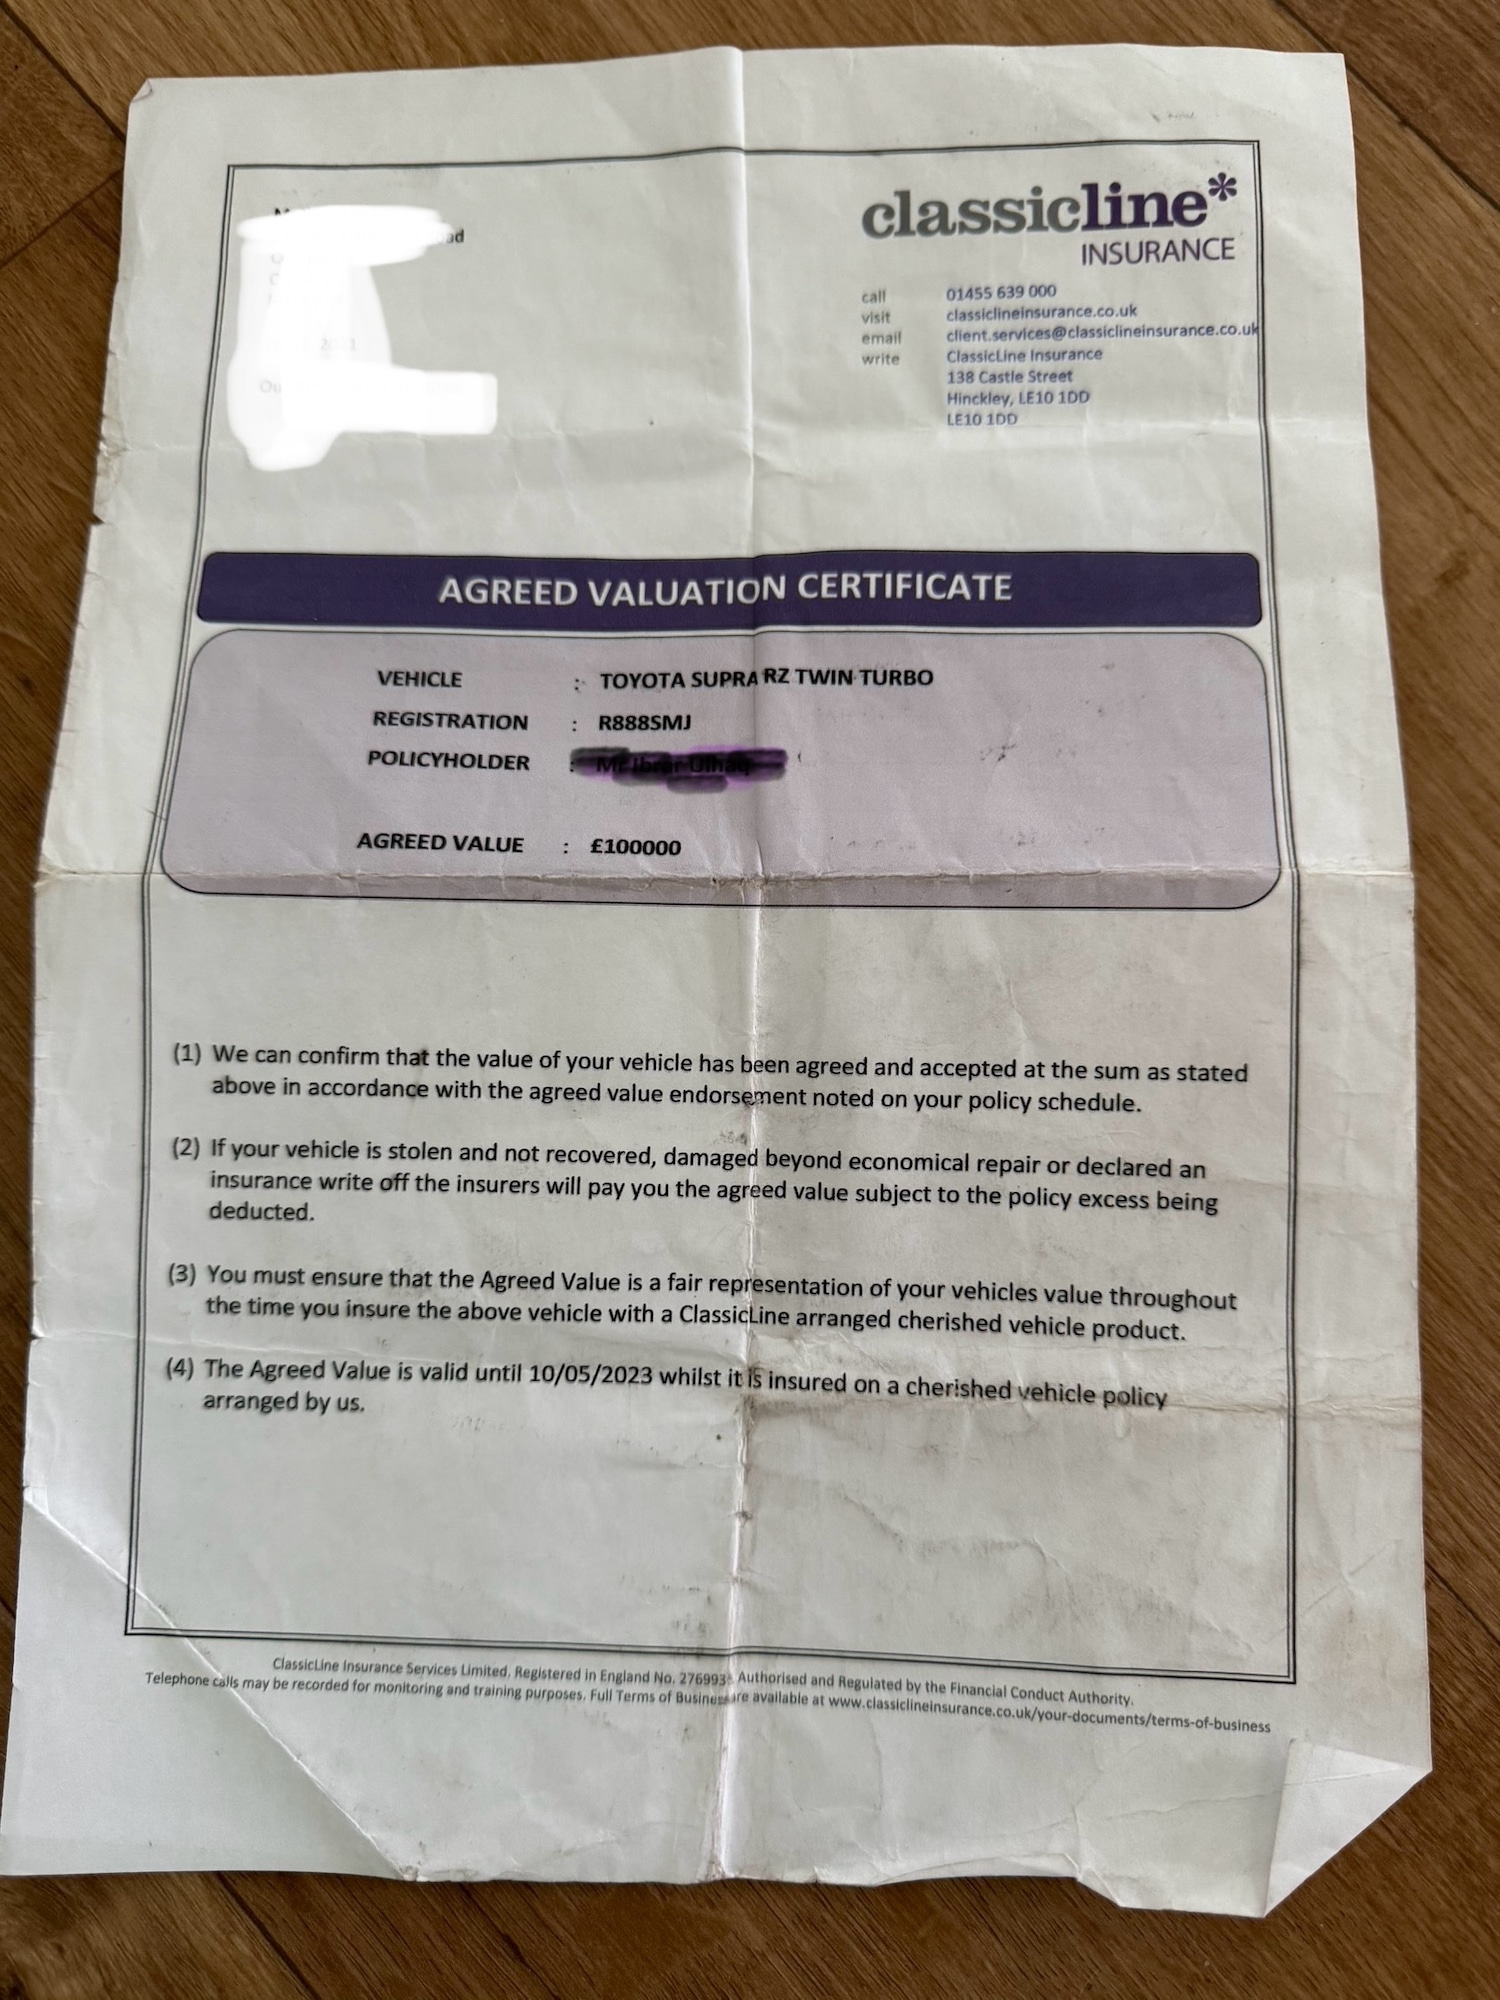 classicline*
INSURANCE
call 01455 639 000
visit classiclineinsurance.co.uk
email client.services@classiclineinsurance.co.uk
write ClassicLine Insurance
138 Castle Street
Hinckley, LE10 1DD
LE10 1DD
AGREED VALUATION CERTIFICATE
VEHICLE : TOYOTA SUPRA RZ TWIN TURBO
REGISTRATION : R888SMJ
POLICYHOLDER :
AGREED VALUE : £100000
(1) We can confirm that the value of your vehicle has been agreed and accepted at the sum as stated
above in accordance with the agreed value endorsement noted on your policy schedule.
(2) If your vehicle is stolen and not recovered, damaged beyond economical repair or declared an
insurance write off the insurers will pay you the agreed value subject to the policy excess being
deducted.
(3) You must ensure that the Agreed Value is a fair representation of your vehicles value throughout
the time you insure the above vehicle with a ClassicLine arranged cherished vehicle product.
(4) The Agreed Value is valid until 10/05/2023 whilst it is insured on a cherished vehicle policy
arranged by us.
ClassicLine Insurance Services Limited. Registered in England No. Authorised and Regulated by the Financial Conduct Authority.
Telephone calls may be recorded for monitoring and training purposes. Full Terms of Business are available at www.classiclineinsurance.co.uk/your-documents/terms-of-business